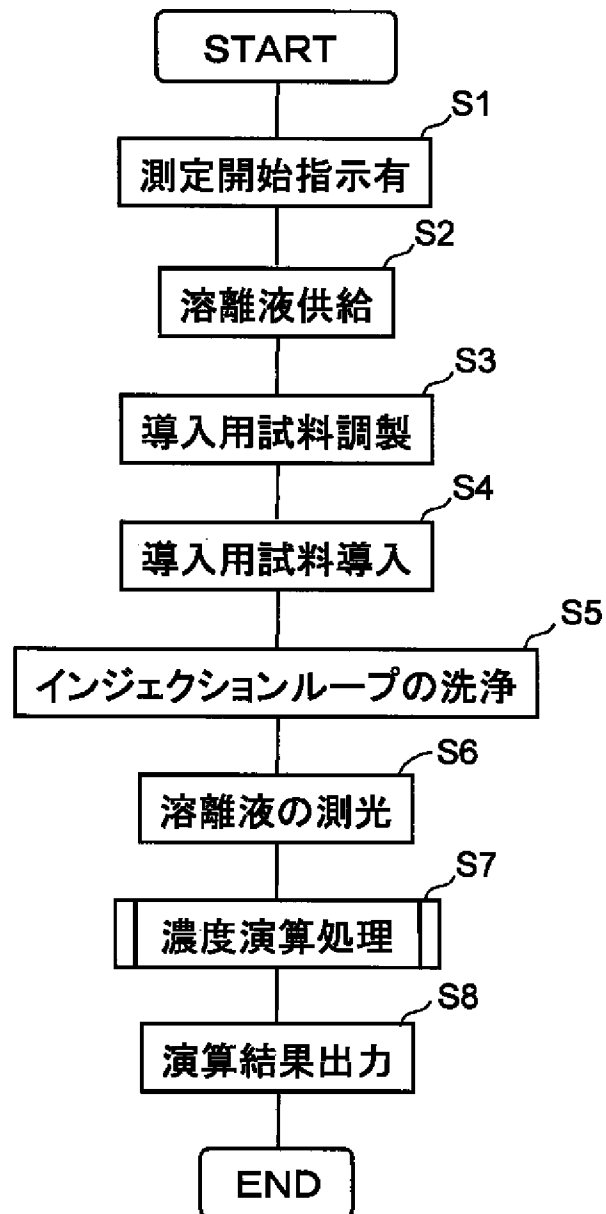 START
S1
測定開始指示有
S2
溶離液供給
S3
導入用試料調製
S4
導入用試料導入
S5
インジェクションループの洗浄
S6
溶離液の測光
S7
濃度演算処理
S8
演算結果出力
END